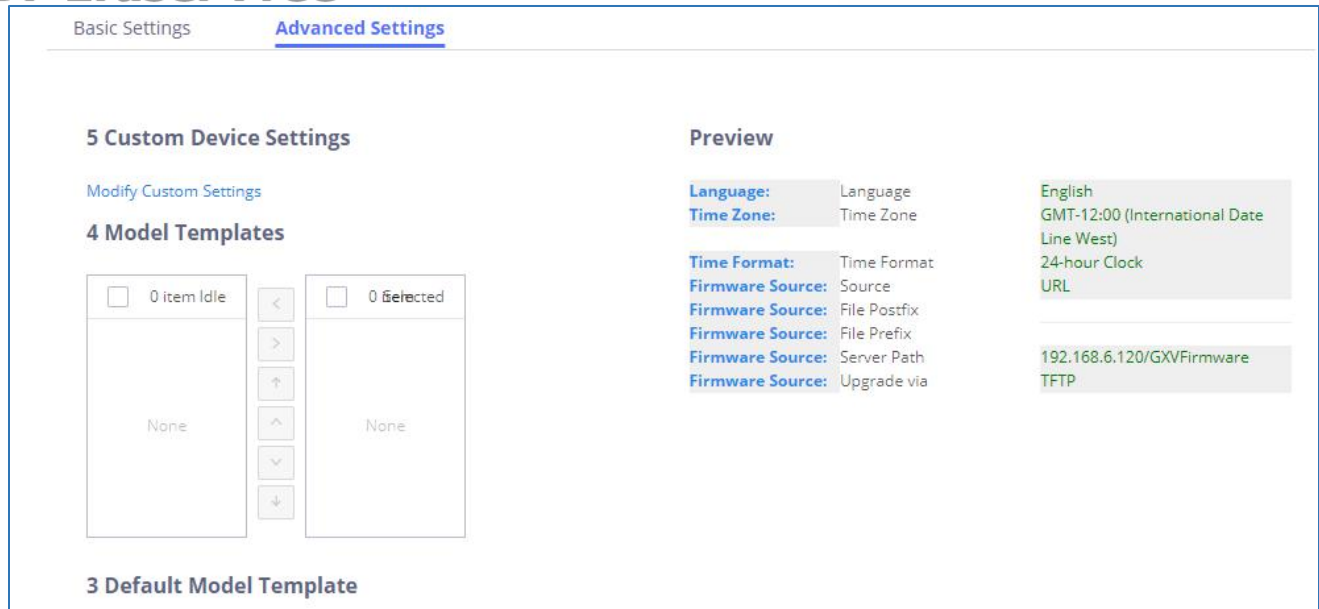 Basic Settings Advanced Settings
5 Custom Device Settings
Modify Custom Settings
4 Model Templates
0 item Idle
None
None
3 Default Model Template
Preview
Language: Language English
Time Zone: Time Zone GMT-12:00 (International Date
Line West)
Time Format: Time Format 24-hour Clock
Firmware Source: Source URL
Firmware Source: File Postfix
Firmware Source: File Prefix
Firmware Source: Server Path 192.168.6.120/GXVFirmware
Firmware Source: Upgrade via TFTP